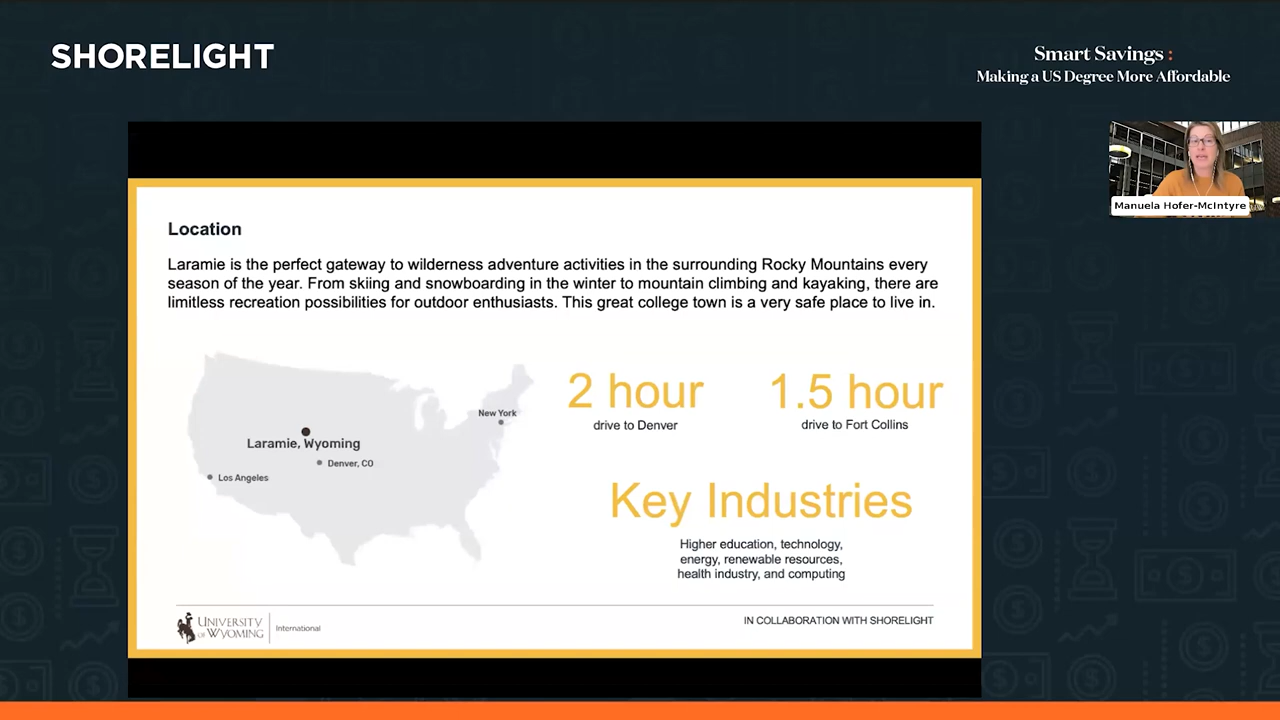 SHORELIGHT
Smart Savings :
Making a US Degree More Affordable
Manuela Hofer-McIntyre
Location
Laramie is the perfect gateway to wilderness adventure activities in the surrounding Rocky Mountains every
season of the year. From skiing and snowboarding in the winter to mountain climbing and kayaking, there are
limitless recreation possibilities for outdoor enthusiasts. This great college town is a very safe place to live in.
New York
Laramie, Wyoming
Denver, CO
Los Angeles
2 hour
drive to Denver
1.5 hour
drive to Fort Collins
Key Industries
Higher education, technology,
energy, renewable resources,
health industry, and computing
UNIVERSITY
OF WYOMING
International
IN COLLABORATION WITH SHORELIGHT